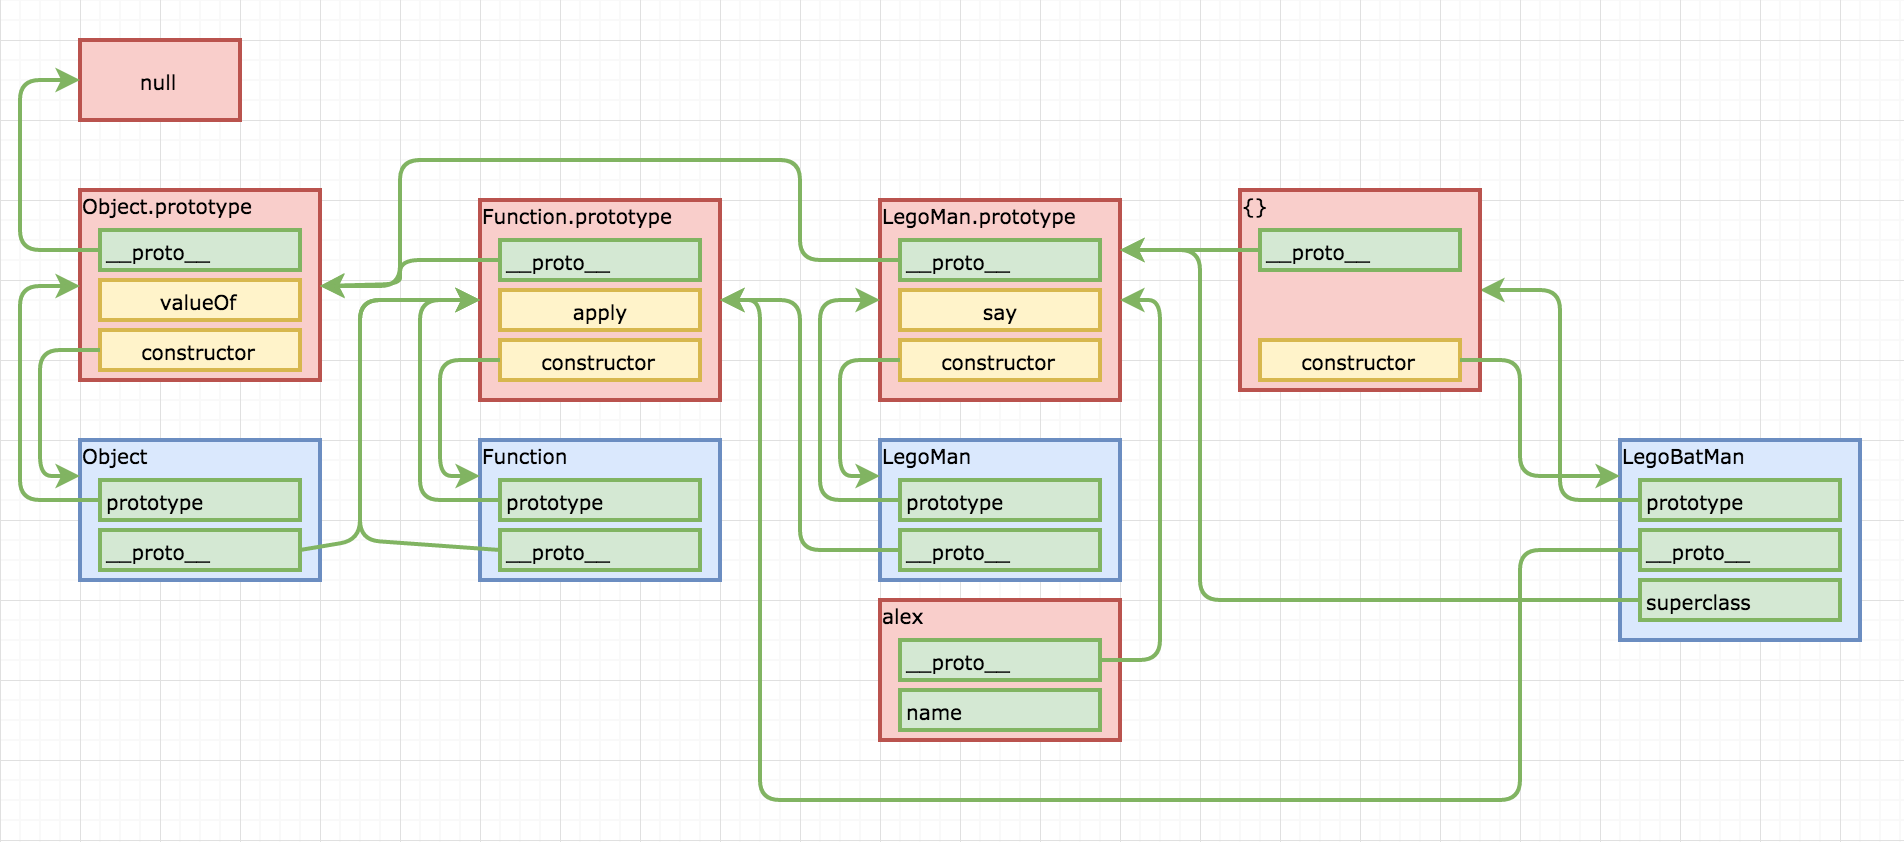 null
Object.prototype
__proto__
valueOf
constructor
Function.prototype
__proto__
apply
constructor
LegoMan.prototype
__proto__
say
constructor
{}
__proto__
constructor
Object
prototype
__proto__
Function
prototype
__proto__
LegoMan
prototype
__proto__
LegoBatMan
prototype
__proto__
superclass
alex
__proto__
name